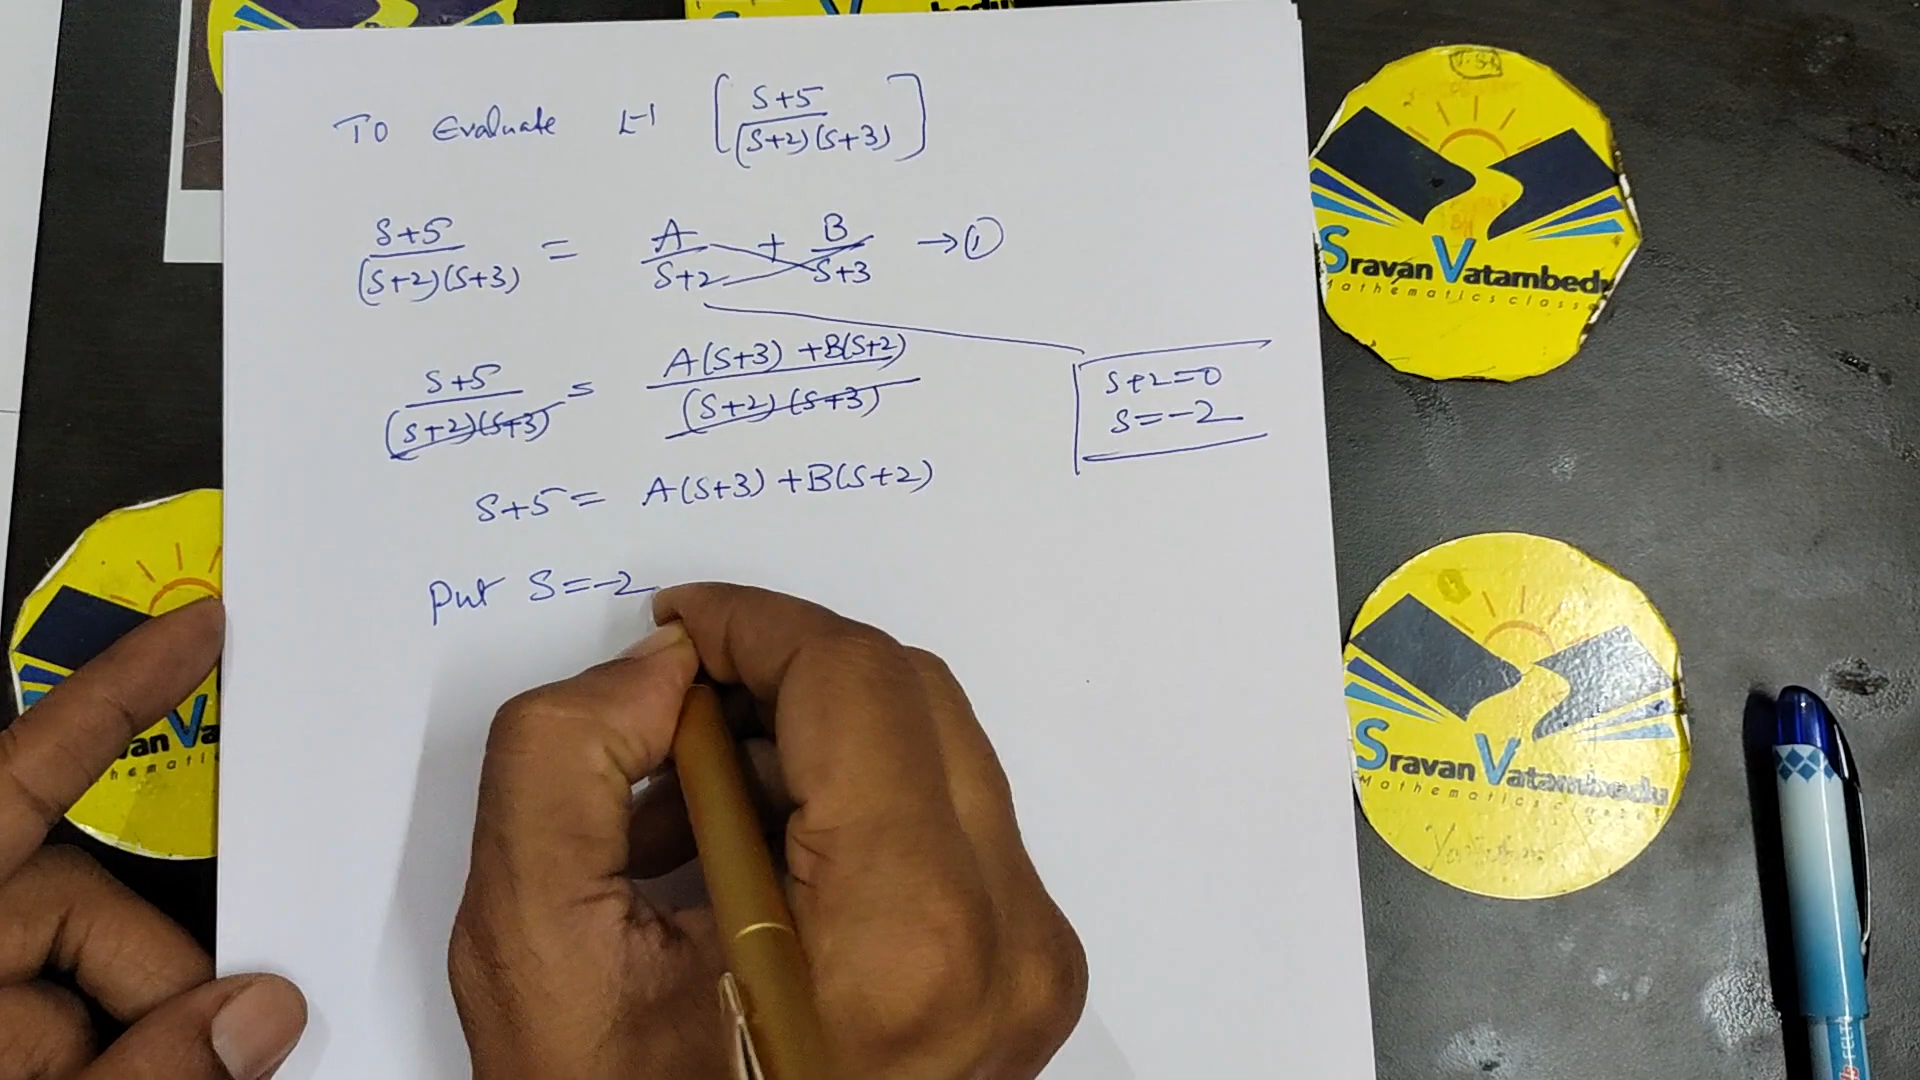 To Evaluate L-1 [S+5 / (S+2)(S+3)]
S+5 / (S+2)(S+3) = A / S+2 + B / S+3 → ①
S+5 / (S+2)(S+3) = A(S+3) +B(S+2) / (S+2)(S+3)
S+2=0
S=-2
S+5 = A(S+3) +B(S+2)
Put S=-2
Sravan Vatambedu
Mathematics classes
Sravan Vatambedu
Mathematics classes